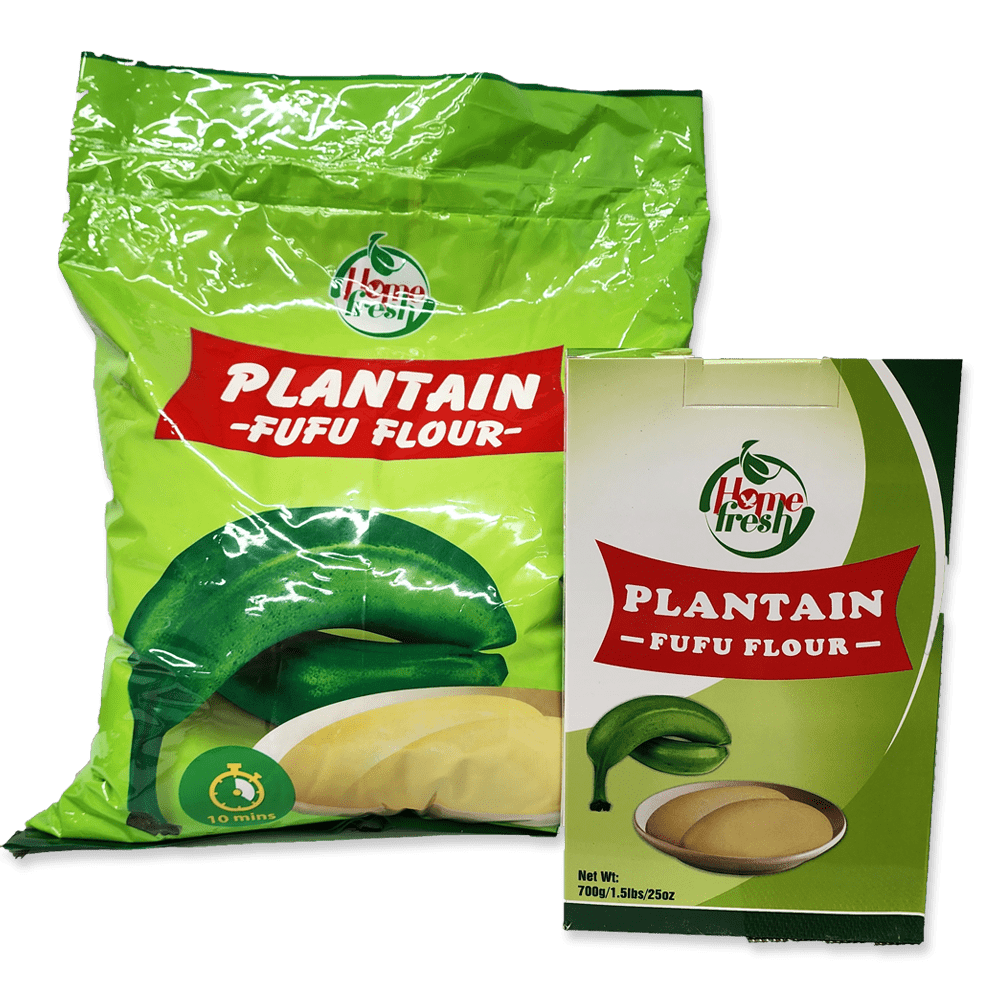 Home
fresh
PLANTAIN
-FUFU FLOUR-
10 mins
Home
fresh
PLANTAIN
— FUFU FLOUR —
Net Wt:
700g/1.5lbs/25oz